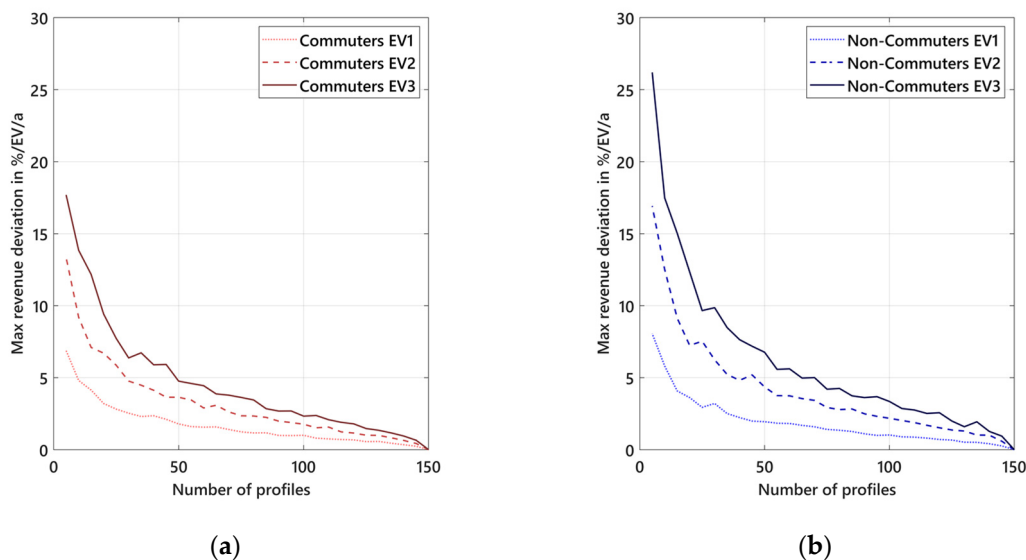 30
25
20
15
10
5
0
Max revenue deviation in %/EV/a
Commuters EV1
Commuters EV2
Commuters EV3
0
50
100
150
Number of profiles
(a)
30
25
20
15
10
5
0
Max revenue deviation in %/EV/a
Non-Commuters EV1
Non-Commuters EV2
Non-Commuters EV3
0
50
100
150
Number of profiles
(b)